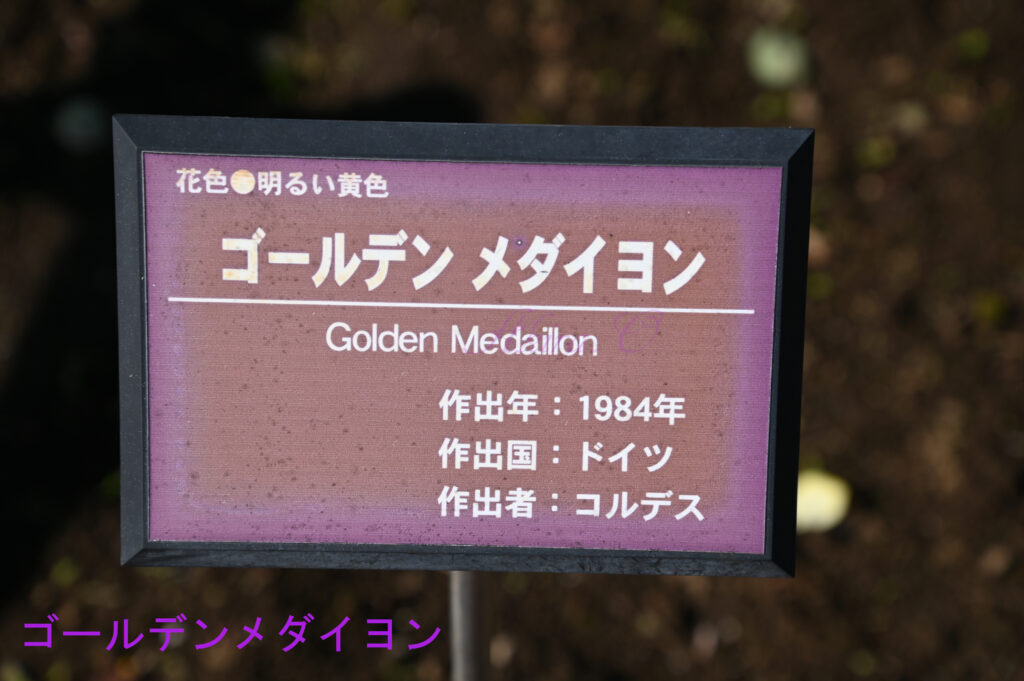 花色●明るい黄色
ゴールデン メダイヨン
Golden Medaillon
作出年：1984年
作出国：ドイツ
作出者：コルデス
ゴールデンメダイヨン